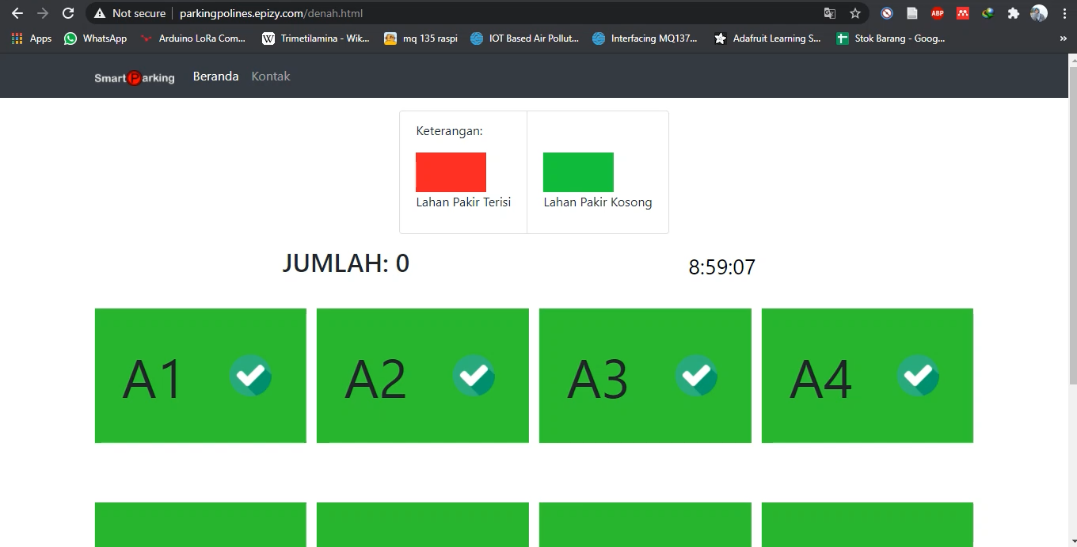 Not secure | parkingpolines.epizy.com/denah.html
Apps WhatsApp Arduino LoRa Com... Trimetilamina - Wik... mq 135 raspi IOT Based Air Pollut... Interfacing MQ137... Adafruit Learning S... Stok Barang - Goog... »
SmartParking Beranda Kontak
Keterangan:
Lahan Pakir Terisi Lahan Pakir Kosong
JUMLAH: 0 8:59:07
A1 A2 A3 A4